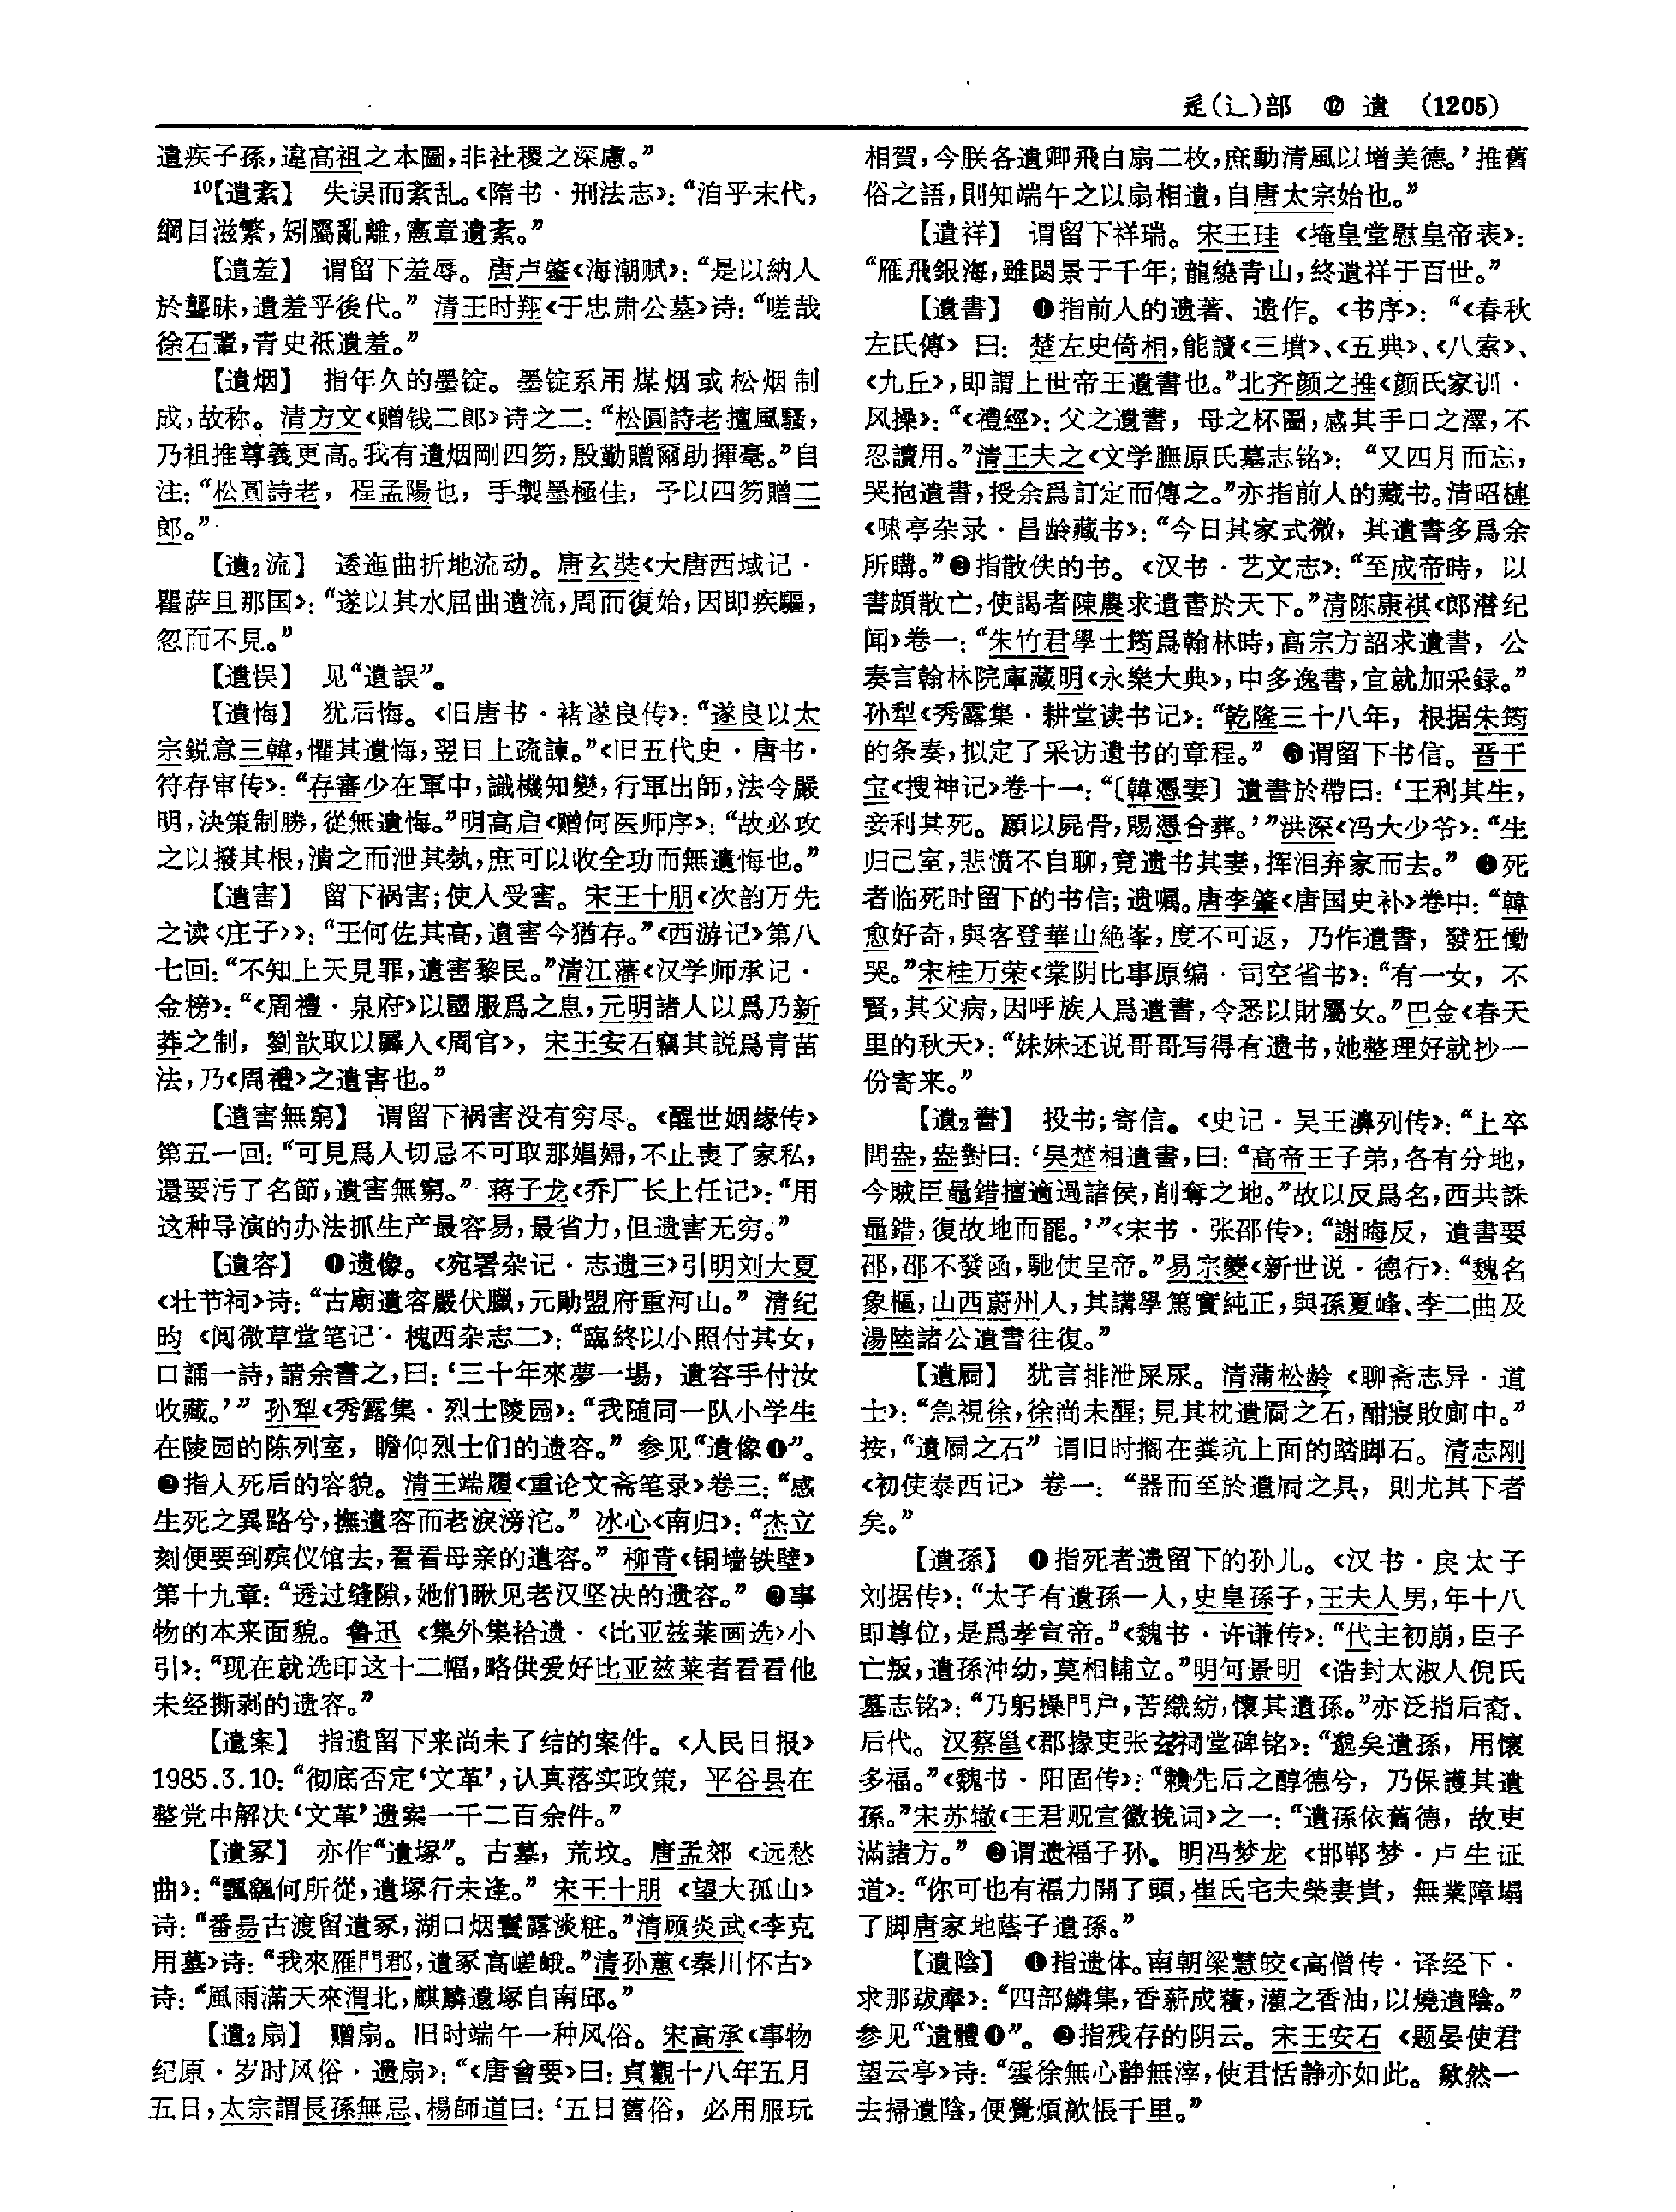 辵(辶)部 ⑫ 遺 (1205)
遺疾子孫，違高祖之本圖，非社稷之深慮。”
10【遺紊】 失误而紊乱。《隋书·刑法志》：“洎乎末代，
綱目滋繁，矧屬亂離，憲章遺紊。”
【遺羞】 谓留下羞辱。唐卢肇《海潮赋》：“是以納人
於聾昧，遺羞乎後代。” 清王时翔《于忠肃公墓》诗：“嗟哉
徐石輩，青史祇遺羞。”
【遺烟】 指年久的墨锭。墨锭系用煤烟或松烟制
成，故称。清方文《赠钱二郎》诗之二：“松圓詩老擅風騷，
乃祖推尊義更高。我有遺烟剛四笏，殷勤贈爾助揮毫。”自
注：“松圓詩老，程孟陽也，手製墨極佳，予以四笏贈二
郎。”
【遺₂流】 逶迤曲折地流动。唐玄奘《大唐西域记·
瞿萨旦那国》：“遂以其水屈曲遺流，周而復始，因即疾驅，
忽而不見。”
【遺悮】 见“遺誤”。
【遺悔】 犹后悔。《旧唐书·褚遂良传》：“遂良以太
宗鋭意三韓，懼其遺悔，翌日上疏諫。”《旧五代史·唐书·
符存审传》：“存審少在軍中，識機知變，行軍出師，法令嚴
明，決策制勝，從無遺悔。”明高启《赠何医师序》：“故必攻
之以撥其根，潰之而泄其埶，庶可以收全功而無遺悔也。”
【遺害】 留下祸害；使人受害。宋王十朋《次韵万先
之读〈庄子〉》：“王何佐其高，遺害今猶存。”《西游记》第八
七回：“不知上天見罪，遺害黎民。”清江藩《汉学师承记·
金榜》：“《周禮·泉府》以國服爲之息，元明諸人以爲乃新
莽之制，劉歆取以羼入《周官》，宋王安石竊其説爲青苗
法，乃《周禮》之遺害也。”
【遺害無窮】 谓留下祸害没有穷尽。《醒世姻缘传》
第五一回：“可見爲人切忌不可取那娼婦，不止喪了家私，
還要污了名節，遺害無窮。” 蒋子龙《乔厂长上任记》：“用
这种导演的办法抓生产最容易，最省力，但遗害无穷。”
【遺容】 ❶遗像。《宛署杂记·志遗三》引明刘大夏
《壮节祠》诗：“古廟遺容嚴伏臘，元勛盟府重河山。” 清纪
昀《阅微草堂笔记·槐西杂志二》：“臨終以小照付其女，
口誦一詩，請余書之，曰：‘三十年來夢一場，遺容手付汝
收藏。’” 孙犁《秀露集·烈士陵园》：“我随同一队小学生
在陵园的陈列室，瞻仰烈士们的遗容。” 参见“遺像❶”。
❷指人死后的容貌。清王端履《重论文斋笔录》卷三：“感
生死之異路兮，撫遺容而老淚滂沱。” 冰心《南归》：“杰立
刻便要到殡仪馆去，看看母亲的遗容。” 柳青《铜墙铁壁》
第十九章：“透过缝隙，她们瞅见老汉坚决的遗容。” ❸事
物的本来面貌。鲁迅《集外集拾遗·〈比亚兹莱画选〉小
引》：“现在就选印这十二幅，略供爱好比亚兹莱者看看他
未经撕剥的遗容。”
【遺案】 指遗留下来尚未了结的案件。《人民日报》
1985.3.10：“彻底否定‘文革’，认真落实政策，平谷县在
整党中解决‘文革’遗案一千二百余件。”
【遺冢】 亦作“遺塚”。古墓，荒坟。唐孟郊《远愁
曲》：“飄飖何所從，遺塚行未逢。” 宋王十朋《望大孤山》
诗：“番昜古渡留遺冢，湖口烟鬟露淡粧。”清顾炎武《李克
用墓》诗：“我來雁門郡，遺冢高嵯峨。”清孙蕙《秦川怀古》
诗：“風雨滿天來渭北，麒麟遺塚自南邱。”
【遺₂扇】 赠扇。旧时端午一种风俗。宋高承《事物
纪原·岁时风俗·遗扇》：“《唐會要》曰：貞觀十八年五月
五日，太宗謂長孫無忌、楊師道曰：‘五日舊俗，必用服玩
相賀，今朕各遺卿飛白扇二枚，庶動清風以增美德。’推舊
俗之語，則知端午之以扇相遺，自唐太宗始也。”
【遺祥】 谓留下祥瑞。宋王珪《掩皇堂慰皇帝表》：
“雁飛銀海，雖閟景于千年；龍繞青山，終遺祥于百世。”
【遺書】 ❶指前人的遗著、遗作。《书序》：“《春秋
左氏傳》曰：楚左史倚相，能讀《三墳》、《五典》、《八索》、
《九丘》，即謂上世帝王遺書也。”北齐颜之推《颜氏家训·
风操》：“《禮經》：父之遺書，母之杯圈，感其手口之澤，不
忍讀用。”清王夫之《文学膴原氏墓志铭》：“又四月而忘，
哭抱遺書，授余爲訂定而傳之。”亦指前人的藏书。清昭槤
《啸亭杂录·昌龄藏书》：“今日其家式微，其遺書多爲余
所購。”❷指散佚的书。《汉书·艺文志》：“至成帝時，以
書頗散亡，使謁者陳農求遺書於天下。”清陈康祺《郎潜纪
闻》卷一：“朱竹君學士筠爲翰林時，高宗方詔求遺書，公
奏言翰林院庫藏明《永樂大典》，中多逸書，宜就加采録。”
孙犁《秀露集·耕堂读书记》：“乾隆三十八年，根据朱筠
的条奏，拟定了采访遗书的章程。” ❸谓留下书信。晋干
宝《搜神记》卷十一：“〔韓憑妻〕遺書於帶曰：‘王利其生，
妾利其死。願以屍骨，賜憑合葬。’”洪深《冯大少爷》：“生
归己室，悲愤不自聊，竟遗书其妻，挥泪弃家而去。” ❹死
者临死时留下的书信；遗嘱。唐李肇《唐国史补》卷中：“韓
愈好奇，與客登華山絶峯，度不可返，乃作遺書，發狂慟
哭。”宋桂万荣《棠阴比事原编·司空省书》：“有一女，不
賢，其父病，因呼族人爲遺書，令悉以財屬女。”巴金《春天
里的秋天》：“妹妹还说哥哥写得有遗书，她整理好就抄一
份寄来。”
【遺₂書】 投书；寄信。《史记·吴王濞列传》：“上卒
問盎，盎對曰：‘吳楚相遺書，曰：“高帝王子弟，各有分地，
今賊臣鼂錯擅適過諸侯，削奪之地。”故以反爲名，西共誅
鼂錯，復故地而罷。’”《宋书·张邵传》：“謝晦反，遺書要
邵，邵不發函，馳使呈帝。”易宗夔《新世说·德行》：“魏名
象樞，山西蔚州人，其講學篤實純正，與孫夏峰、李二曲及
湯陸諸公遺書往復。”
【遺屙】 犹言排泄屎尿。清蒲松龄《聊斋志异·道
士》：“急視徐，徐尚未醒；見其枕遺屙之石，酣寢敗廁中。”
按，“遺屙之石” 谓旧时搁在粪坑上面的踏脚石。清志刚
《初使泰西记》卷一：“器而至於遺屙之具，則尤其下者
矣。”
【遺孫】 ❶指死者遗留下的孙儿。《汉书·戾太子
刘据传》：“太子有遺孫一人，史皇孫子，王夫人男，年十八
即尊位，是爲孝宣帝。”《魏书·许谦传》：“代主初崩，臣子
亡叛，遺孫沖幼，莫相輔立。”明何景明《诰封太淑人倪氏
墓志铭》：“乃躬操門户，苦織紡，懷其遺孫。”亦泛指后裔、
后代。汉蔡邕《郡掾吏张玄祠堂碑铭》：“邈矣遺孫，用懷
多福。”《魏书·阳固传》：“賴先后之醇德兮，乃保護其遺
孫。”宋苏辙《王君贶宣徽挽词》之一：“遺孫依舊德，故吏
滿諸方。” ❷谓遗福子孙。明冯梦龙《邯郸梦·卢生证
道》：“你可也有福力開了頭，崔氏宅夫榮妻貴，無業障塌
了脚唐家地蔭子遺孫。”
【遺陰】 ❶指遗体。南朝梁慧皎《高僧传·译经下·
求那跋摩》：“四部鱗集，香薪成積，灌之香油，以燒遺陰。”
参见“遺體❶”。 ❷指残存的阴云。宋王安石《题晏使君
望云亭》诗：“雲徐無心静無滓，使君恬静亦如此。歘然一
去掃遺陰，便覺煩歊悵千里。”